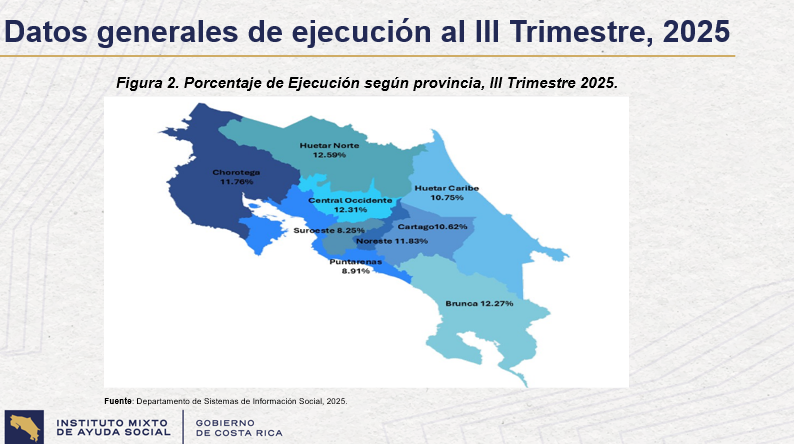 Datos generales de ejecución al III Trimestre, 2025
Figura 2. Porcentaje de Ejecución según provincia, III Trimestre 2025.
Huetar Norte
12.59%
Chorotega
11.76%
Huetar Caribe
10.75%
Central Occidente
12.31%
Cartago10.62%
Suroeste 8.25%
Noreste 11.83%
Puntarenas
8.91%
Brunca 12.27%
Fuente: Departamento de Sistemas de Información Social, 2025.
INSTITUTO MIXTO
DE AYUDA SOCIAL
GOBIERNO
DE COSTA RICA